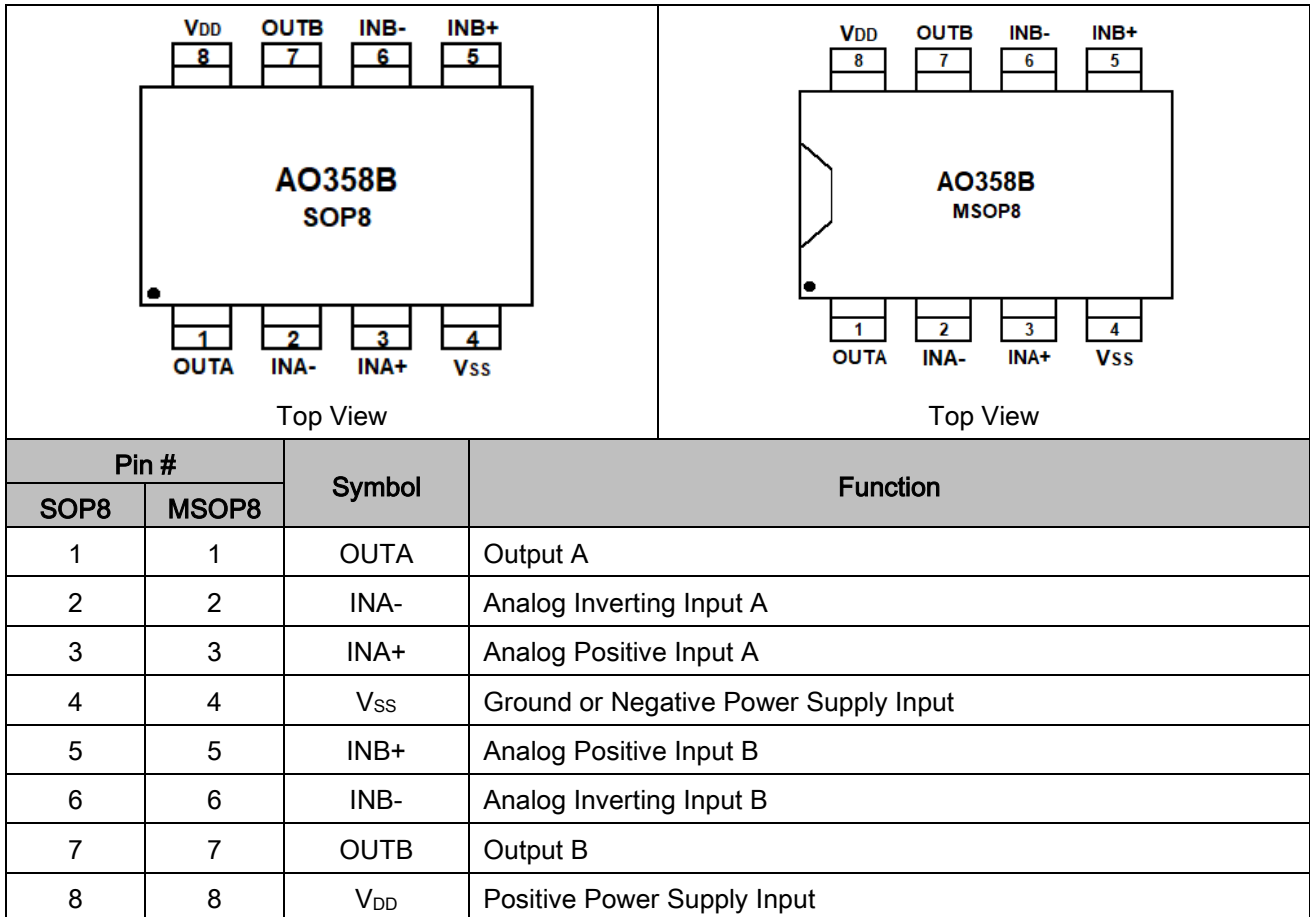 VDD OUTB INB- INB+
8 7 6 5
AO358B
SOP8
1 2 3 4
OUTA INA- INA+ VSS
Top View
VDD OUTB INB- INB+
8 7 6 5
AO358B
MSOP8
1 2 3 4
OUTA INA- INA+ VSS
Top View
Pin # Symbol Function
SOP8 MSOP8
1 1 OUTA Output A
2 2 INA- Analog Inverting Input A
3 3 INA+ Analog Positive Input A
4 4 VSS Ground or Negative Power Supply Input
5 5 INB+ Analog Positive Input B
6 6 INB- Analog Inverting Input B
7 7 OUTB Output B
8 8 VDD Positive Power Supply Input